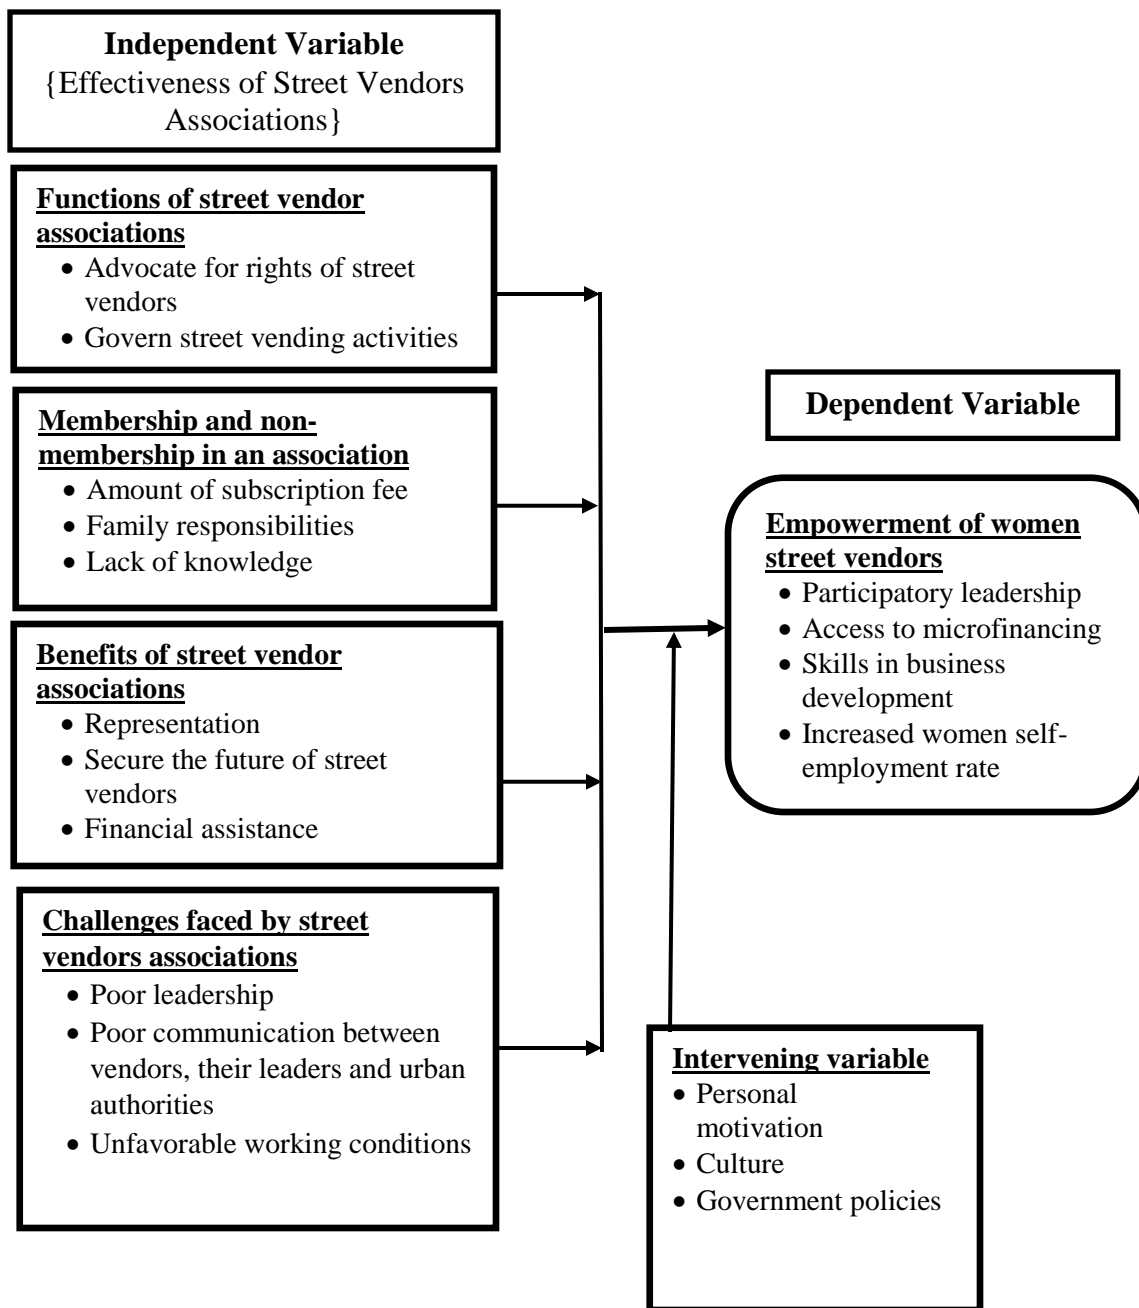 Independent Variable
{Effectiveness of Street Vendors
Associations}
Functions of street vendor
associations
• Advocate for rights of street
vendors
• Govern street vending activities
Membership and non-
membership in an association
• Amount of subscription fee
• Family responsibilities
• Lack of knowledge
Benefits of street vendor
associations
• Representation
• Secure the future of street
vendors
• Financial assistance
Challenges faced by street
vendors associations
• Poor leadership
• Poor communication between
vendors, their leaders and urban
authorities
• Unfavorable working conditions
Dependent Variable
Empowerment of women
street vendors
• Participatory leadership
• Access to microfinancing
• Skills in business
development
• Increased women self-
employment rate
Intervening variable
• Personal
motivation
• Culture
• Government policies